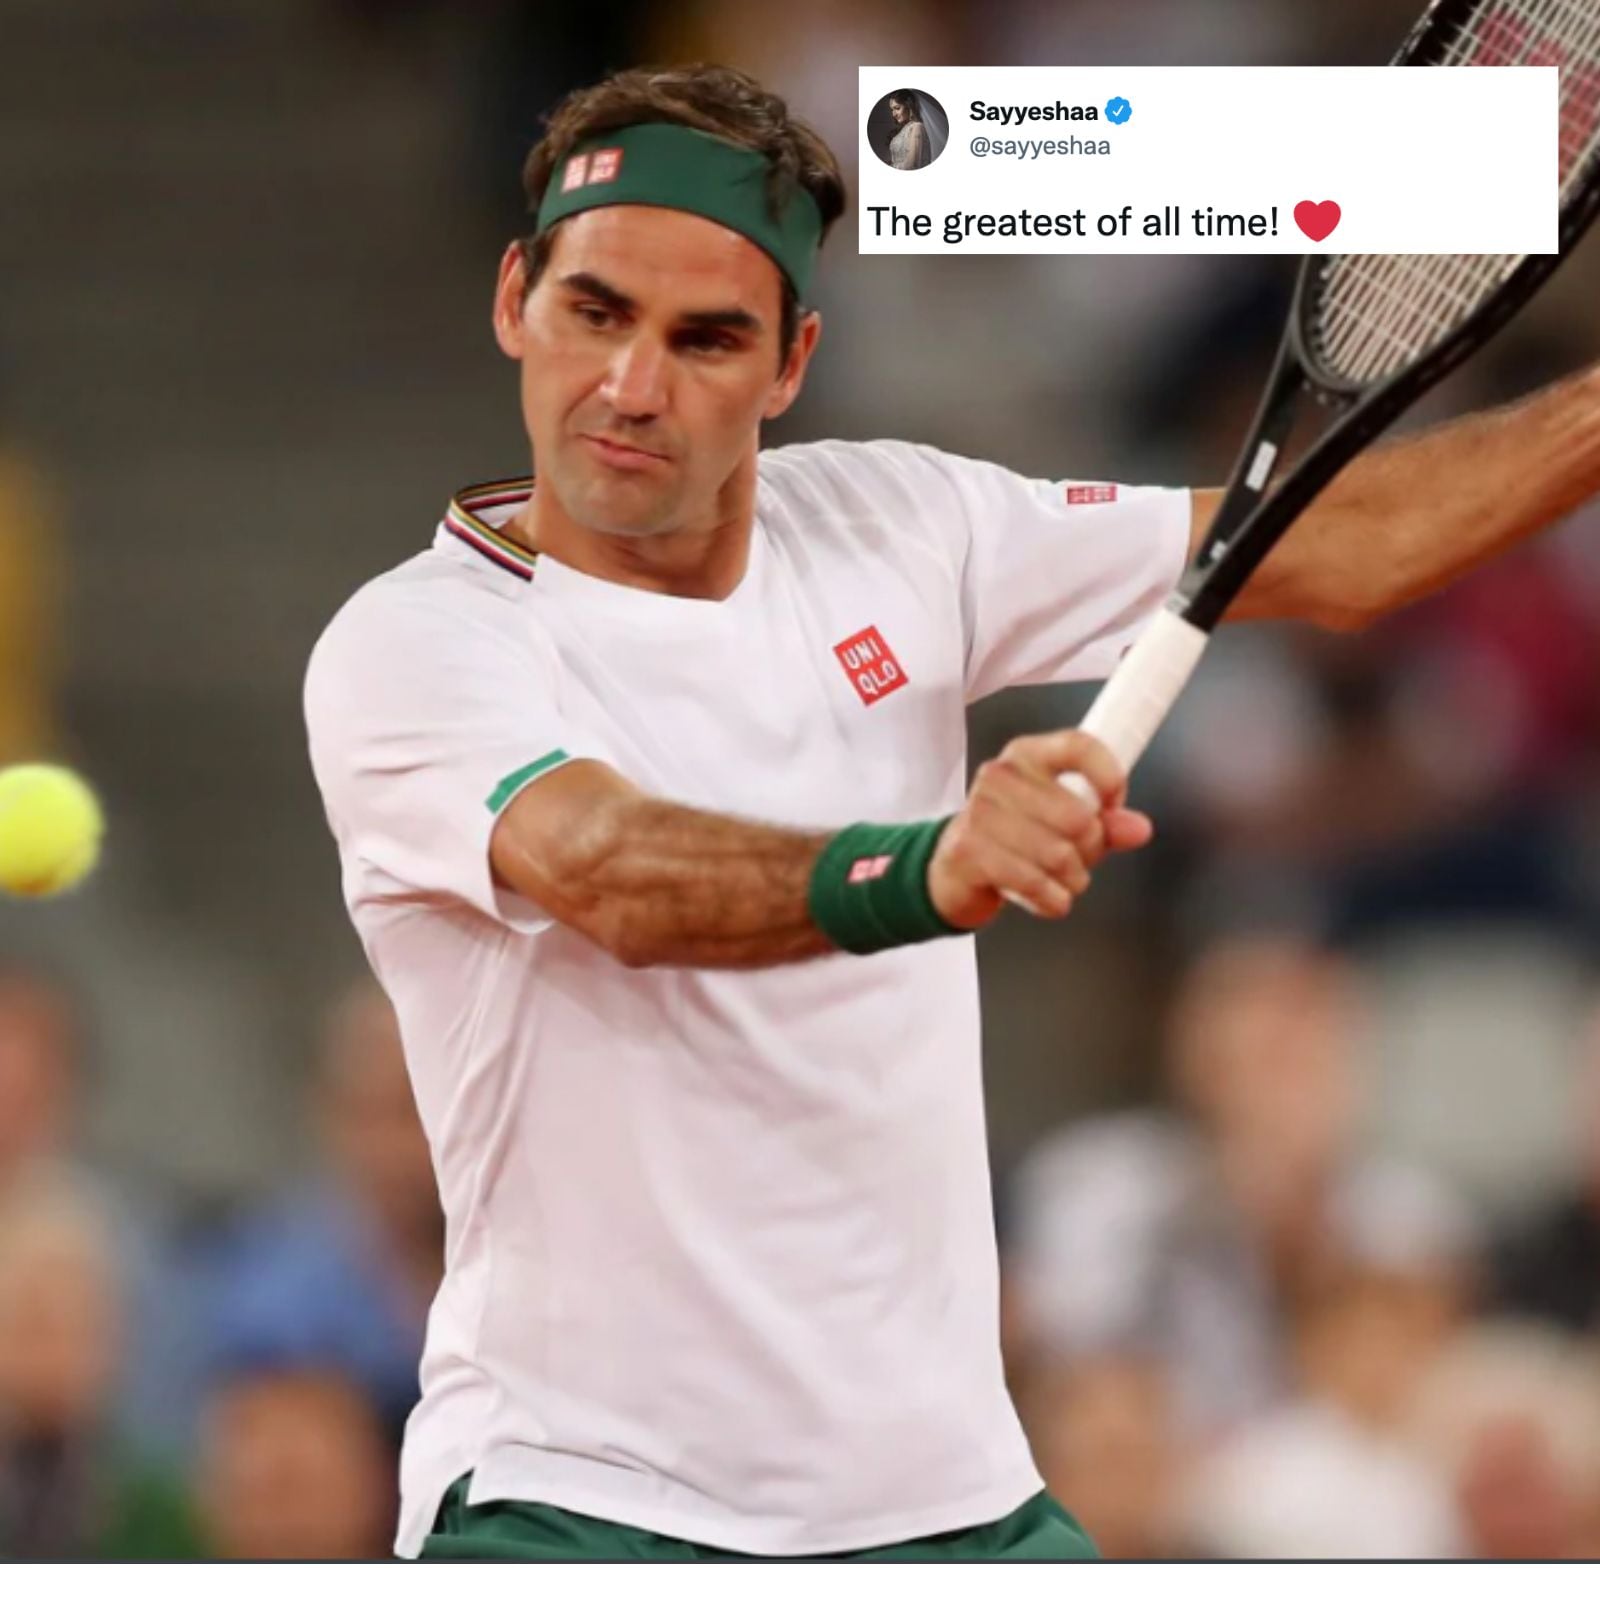 Sayyeshaa
@sayyeshaa
The greatest of all time! ❤️
UNI
QLO